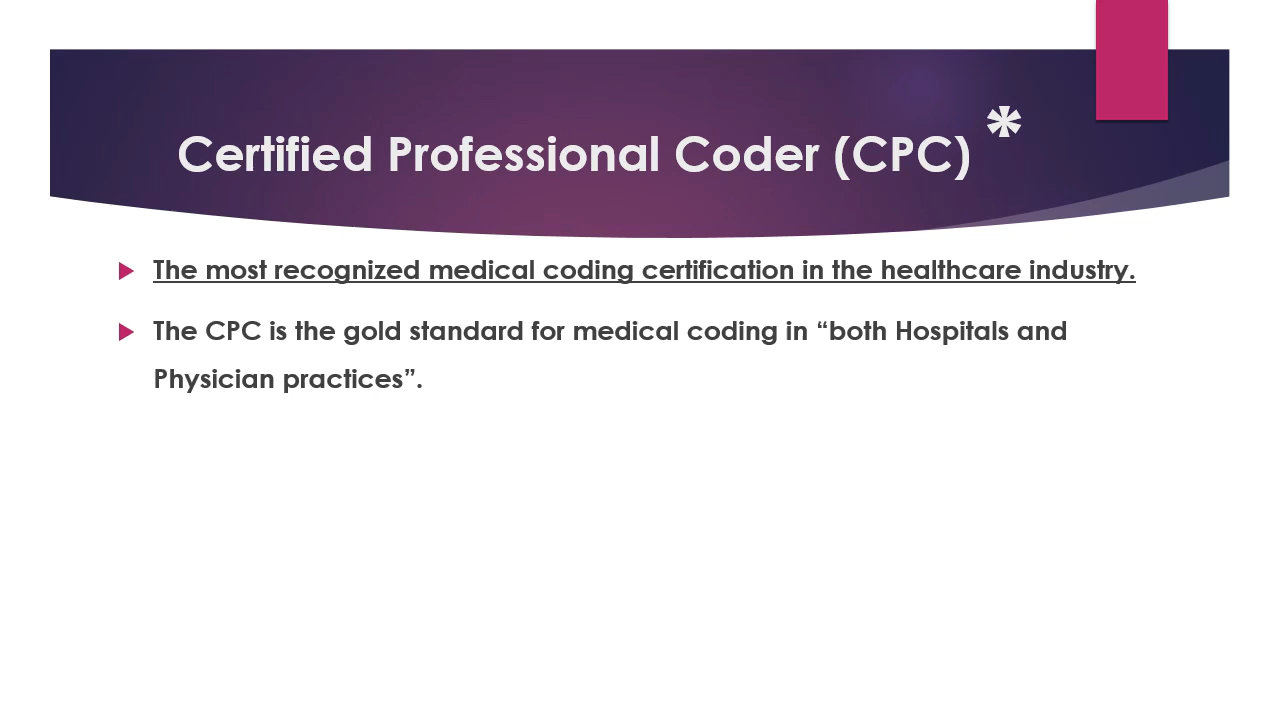 Certified Professional Coder (CPC) *
The most recognized medical coding certification in the healthcare industry.
The CPC is the gold standard for medical coding in “both Hospitals and
Physician practices”.